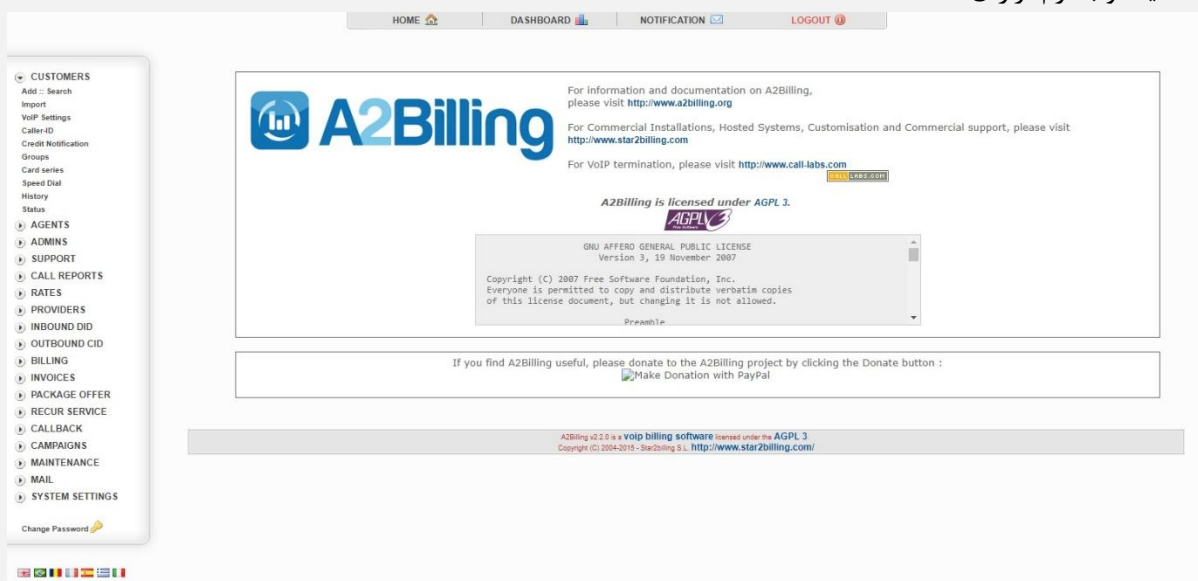 HOME
DASHBOARD
NOTIFICATION
LOGOUT
CUSTOMERS
Add :: Search
Import
VoIP Settings
Caller-ID
Credit Notification
Groups
Card series
Speed Dial
History
Status
AGENTS
ADMINS
SUPPORT
CALL REPORTS
RATES
PROVIDERS
INBOUND DID
OUTBOUND CID
BILLING
INVOICES
PACKAGE OFFER
RECUR SERVICE
CALLBACK
CAMPAIGNS
MAINTENANCE
MAIL
SYSTEM SETTINGS
Change Password
A2Billing
For information and documentation on A2Billing,
please visit http://www.a2billing.org
For Commercial Installations, Hosted Systems, Customisation and Commercial support, please visit
http://www.star2billing.com
For VoIP termination, please visit http://www.call-labs.com
CALL LABS.COM
A2Billing is licensed under AGPL 3.
AGPLV3
Free Software
GNU AFFERO GENERAL PUBLIC LICENSE
Version 3, 19 November 2007
Copyright (C) 2007 Free Software Foundation, Inc.
Everyone is permitted to copy and distribute verbatim copies
of this license document, but changing it is not allowed.
Preamble
If you find A2Billing useful, please donate to the A2Billing project by clicking the Donate button :
Make Donation with PayPal
A2Billing v2.2.0 is a voip billing software licensed under the AGPL 3.
Copyright (C) 2004-2015 - Star2billing S.L. http://www.star2billing.com/